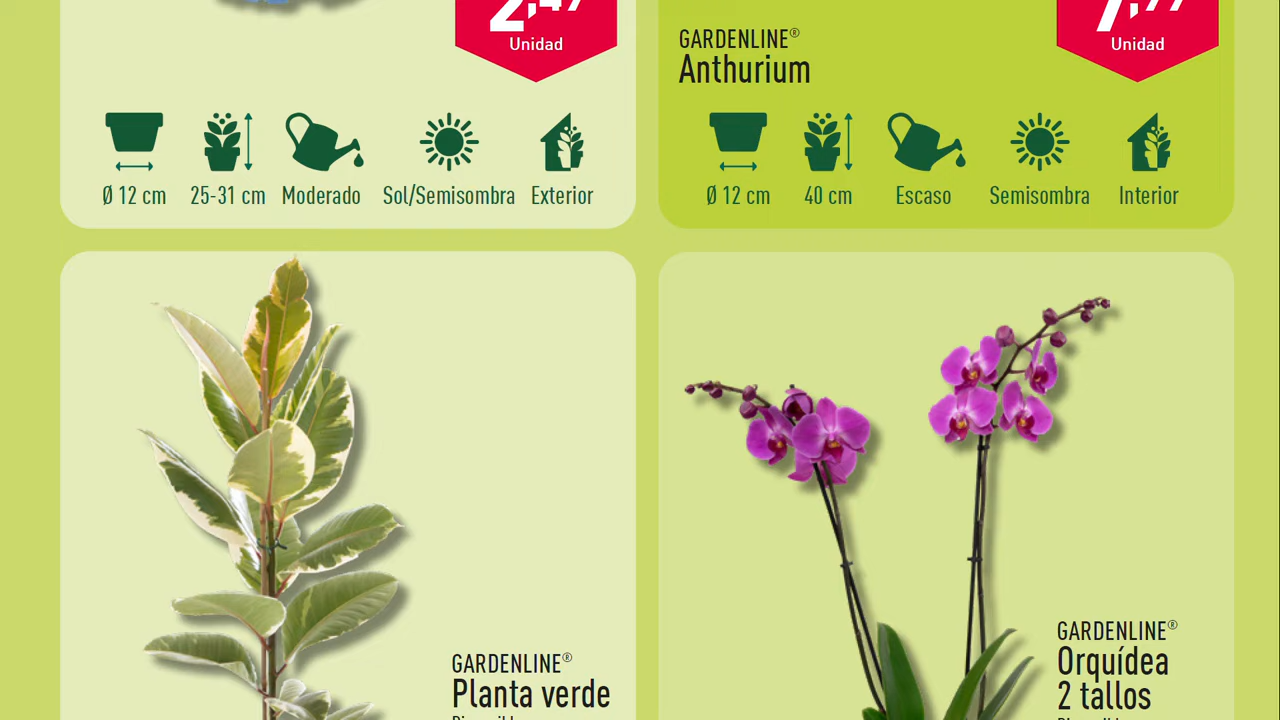 Unidad
Ø 12 cm
25-31 cm
Moderado
Sol/Semisombra
Exterior
GARDENLINE®
Anthurium
Unidad
Ø 12 cm
40 cm
Escaso
Semisombra
Interior
GARDENLINE®
Planta verde
GARDENLINE®
Orquídea
2 tallos